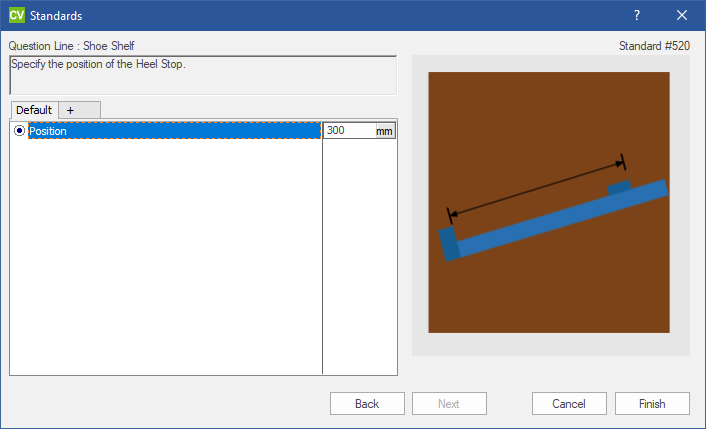 CV Standards ? ×
Question Line : Shoe Shelf Standard #520
Specify the position of the Heel Stop.
Default +
Position 300 mm
Back Next Cancel Finish